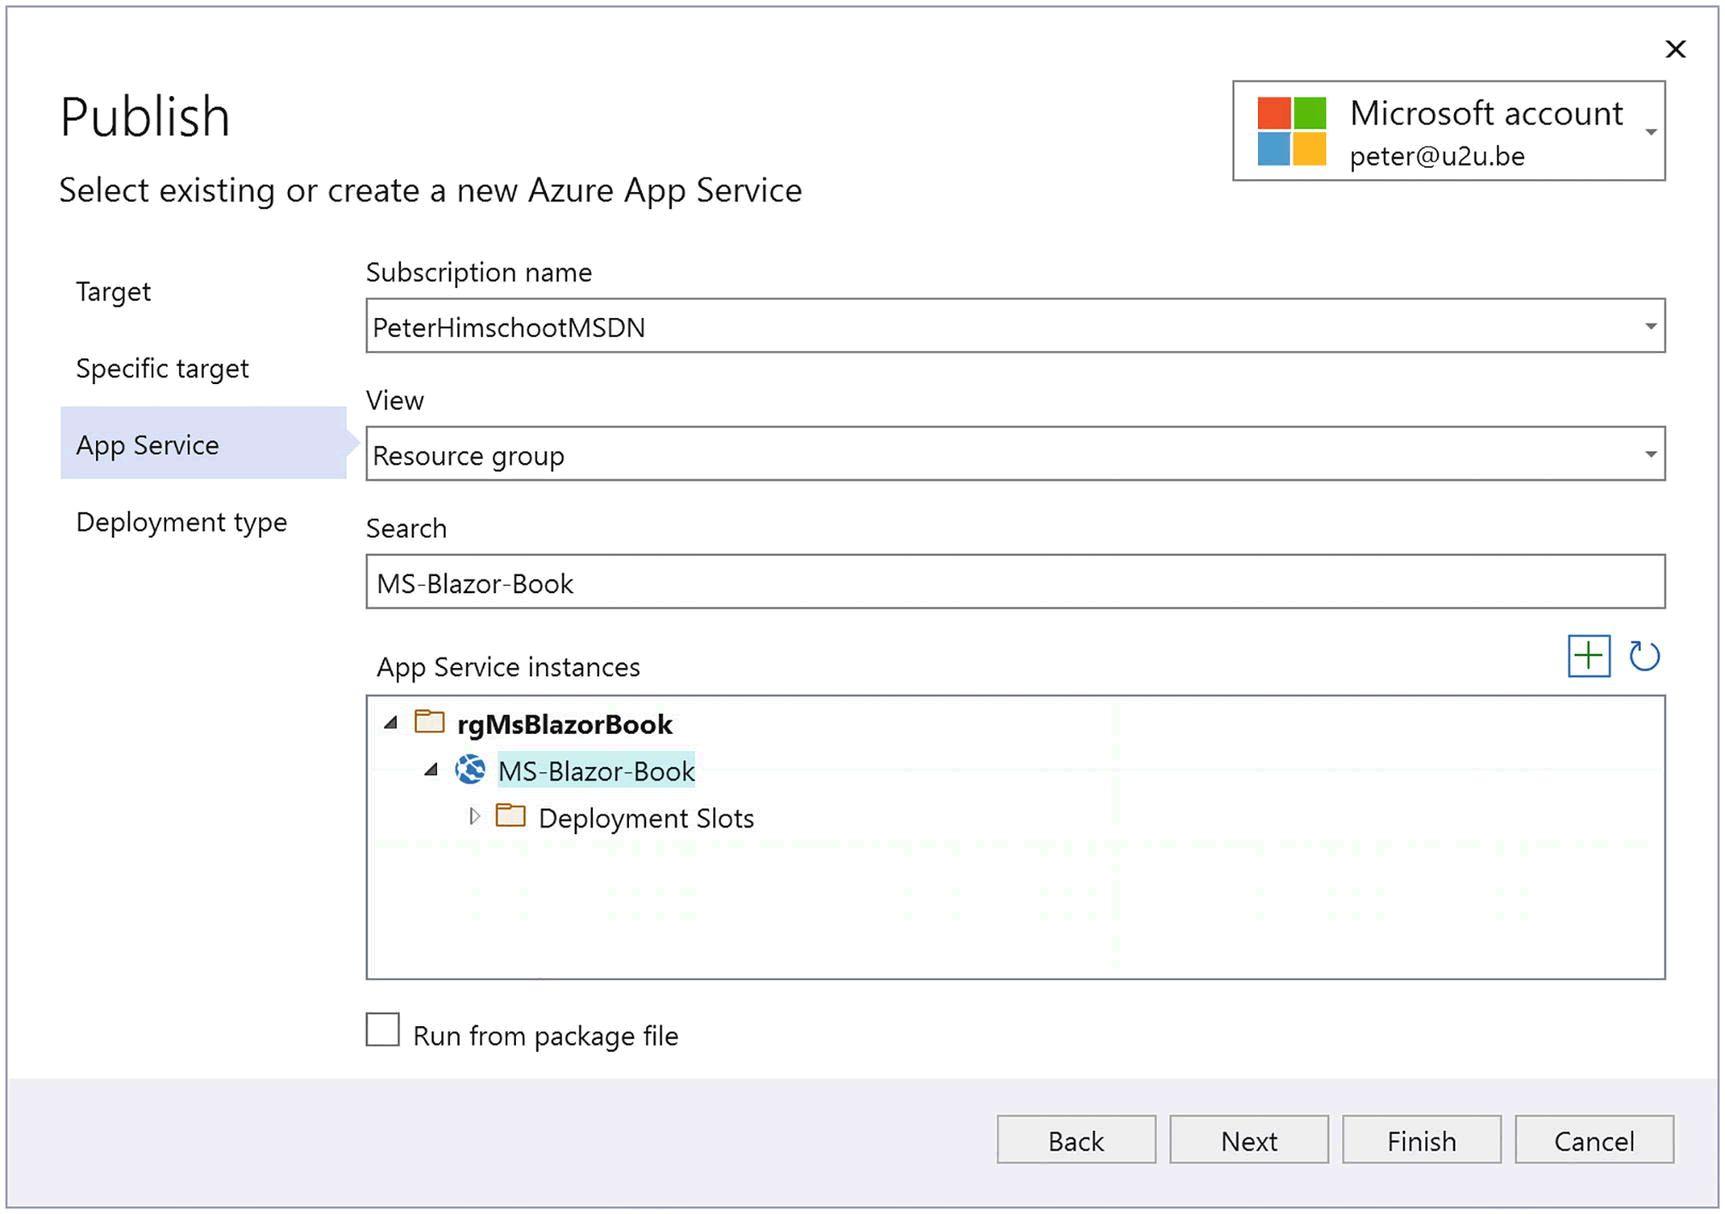 Publish
Microsoft account
peter@u2u.be
Select existing or create a new Azure App Service
Target
Specific target
App Service
Deployment type
Subscription name
PeterHimschootMSDN
View
Resource group
Search
MS-Blazor-Book
App Service instances
rgMsBlazorBook
MS-Blazor-Book
Deployment Slots
Run from package file
Back
Next
Finish
Cancel